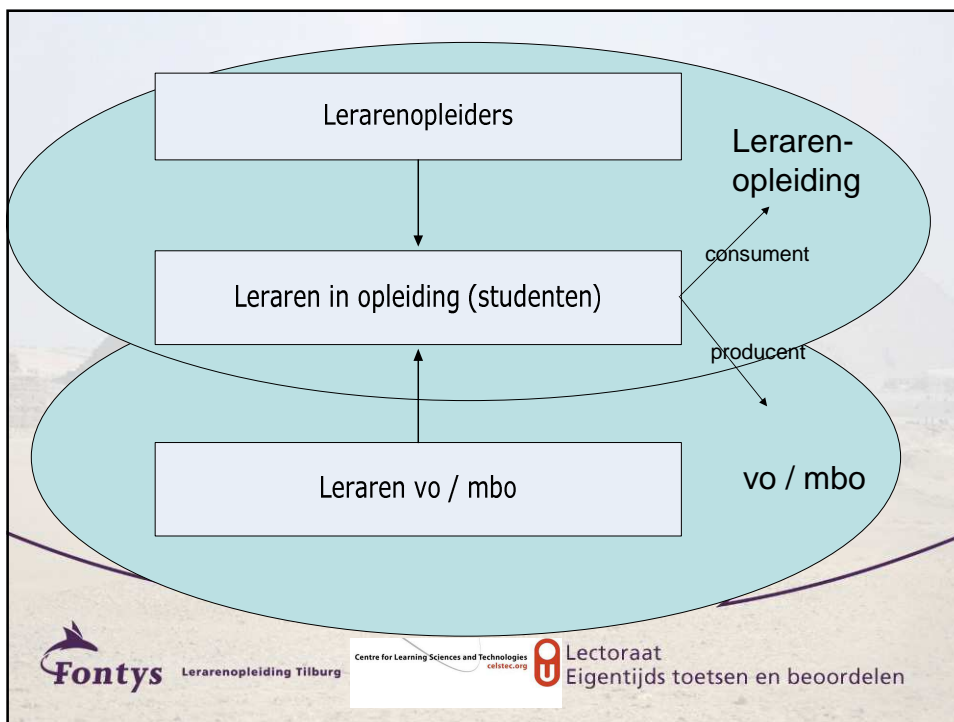 Lerarenopleiders
Leraren-
opleiding
consument
Leraren in opleiding (studenten)
producent
Leraren vo / mbo
vo / mbo
Fontys Lerarenopleiding Tilburg
Centre for Learning Sciences and Technologies
celstec.org
Lectoraat
Eigentijds toetsen en beoordelen